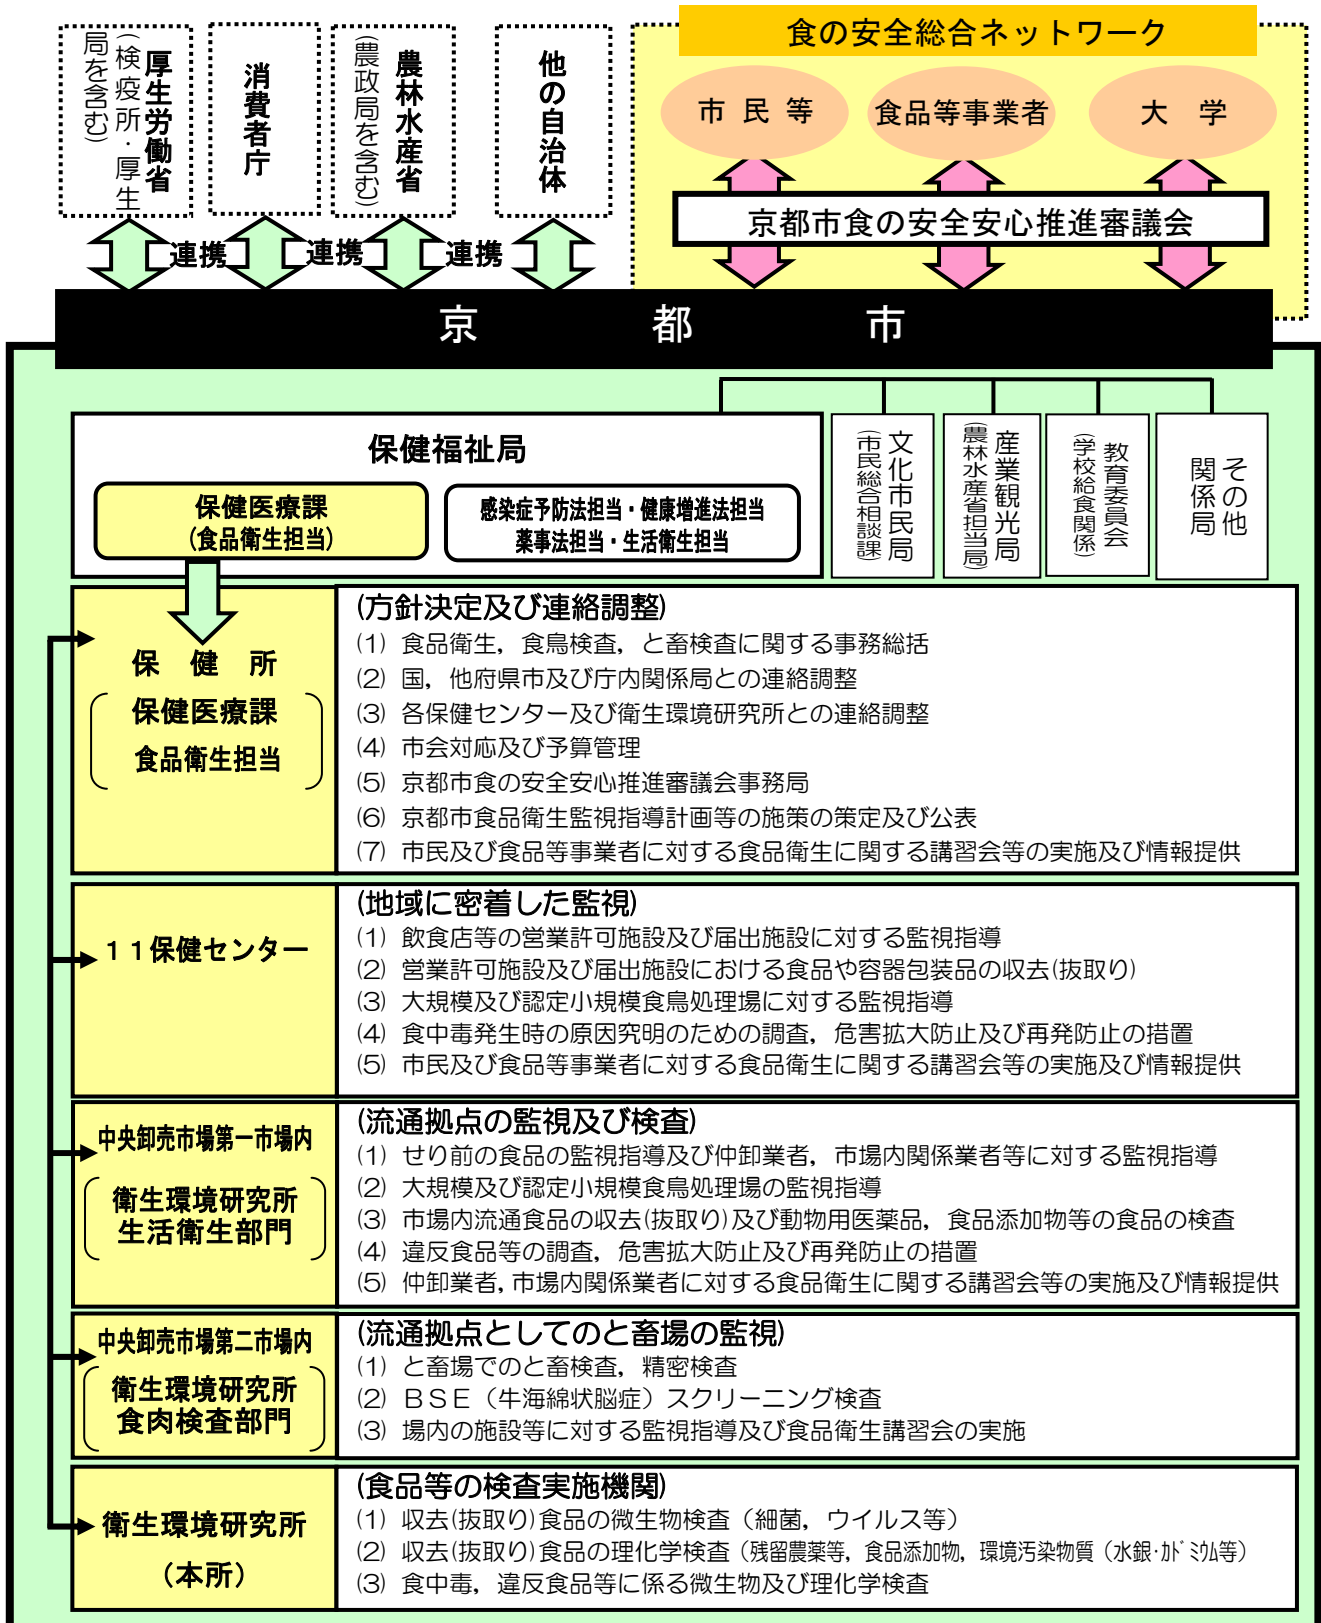 厚生労働省
(検疫所・厚生
局を含む)
消費者庁
農林水産省
(農政局を含む)
他の自治体
連携
連携
連携
食の安全総合ネットワーク
市 民 等
食品等事業者
大 学
京都市食の安全安心推進審議会
京 都 市
保健福祉局
保健医療課
(食品衛生担当)
感染症予防法担当・健康増進法担当
薬事法担当・生活衛生担当
文化市民局
(市民総合相談課)
産業観光局
(農林水産省担当局)
教育委員会
(学校給食関係)
その他
関係局
保 健 所
保健医療課
食品衛生担当
(方針決定及び連絡調整)
(1) 食品衛生，食鳥検査，と畜検査に関する事務総括
(2) 国，他府県市及び庁内関係局との連絡調整
(3) 各保健センター及び衛生環境研究所との連絡調整
(4) 市会対応及び予算管理
(5) 京都市食の安全安心推進審議会事務局
(6) 京都市食品衛生監視指導計画等の施策の策定及び公表
(7) 市民及び食品等事業者に対する食品衛生に関する講習会等の実施及び情報提供
１１保健センター
(地域に密着した監視)
(1) 飲食店等の営業許可施設及び届出施設に対する監視指導
(2) 営業許可施設及び届出施設における食品や容器包装品の収去(抜取り)
(3) 大規模及び認定小規模食鳥処理場に対する監視指導
(4) 食中毒発生時の原因究明のための調査，危害拡大防止及び再発防止の措置
(5) 市民及び食品等事業者に対する食品衛生に関する講習会等の実施及び情報提供
中央卸売市場第一市場内
衛生環境研究所
生活衛生部門
(流通拠点の監視及び検査)
(1) せり前の食品の監視指導及び仲卸業者，市場内関係業者等に対する監視指導
(2) 大規模及び認定小規模食鳥処理場の監視指導
(3) 市場内流通食品の収去(抜取り)及び動物用医薬品，食品添加物等の食品の検査
(4) 違反食品等の調査，危害拡大防止及び再発防止の措置
(5) 仲卸業者，市場内関係業者に対する食品衛生に関する講習会等の実施及び情報提供
中央卸売市場第二市場内
衛生環境研究所
食肉検査部門
(流通拠点としてのと畜場の監視)
(1) と畜場でのと畜検査，精密検査
(2) ＢＳＥ（牛海綿状脳症）スクリーニング検査
(3) 場内の施設等に対する監視指導及び食品衛生講習会の実施
衛生環境研究所
（本所）
(食品等の検査実施機関)
(1) 収去(抜取り)食品の微生物検査（細菌，ウイルス等）
(2) 収去(抜取り)食品の理化学検査（残留農薬等，食品添加物，環境汚染物質（水銀・ｶﾄﾞﾐｳﾑ等）
(3) 食中毒，違反食品等に係る微生物及び理化学検査